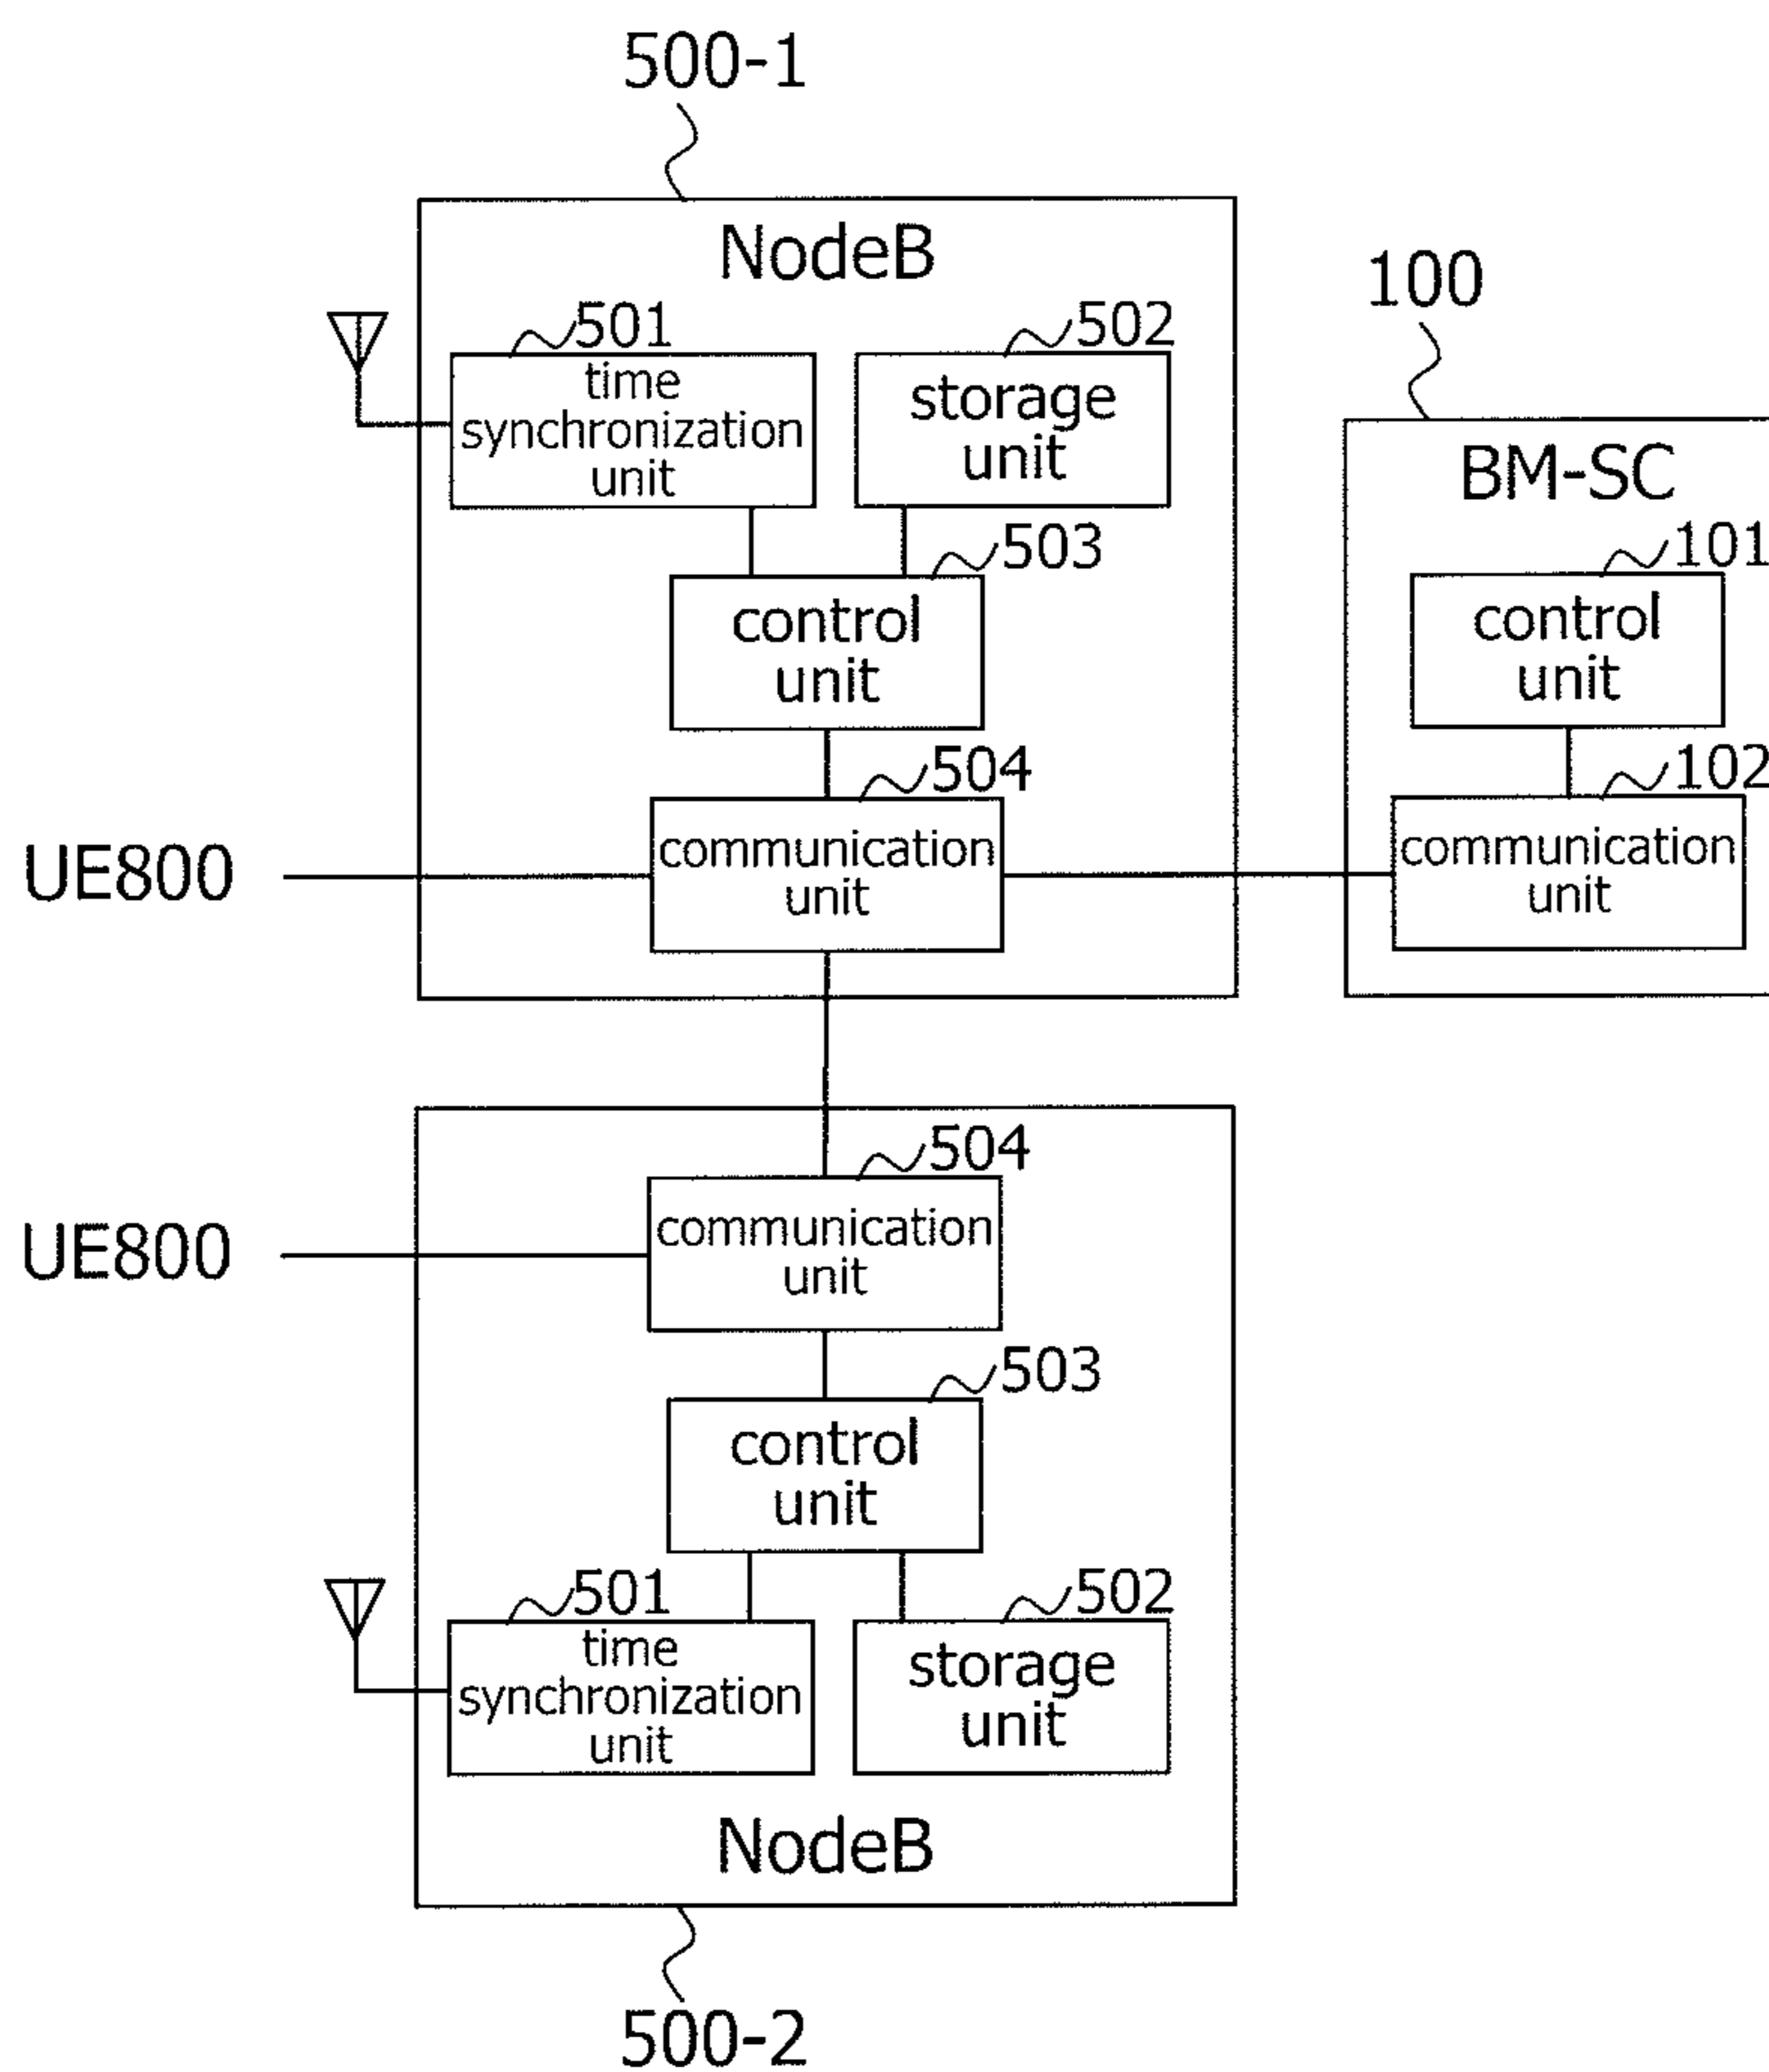 500-1
NodeB
100
501
502
time
synchronization
unit
storage
unit
BM-SC
503
101
control
unit
control
unit
504
102
UE800
communication
unit
communication
unit
504
UE800
communication
unit
503
control
unit
501
502
time
synchronization
unit
storage
unit
NodeB
500-2